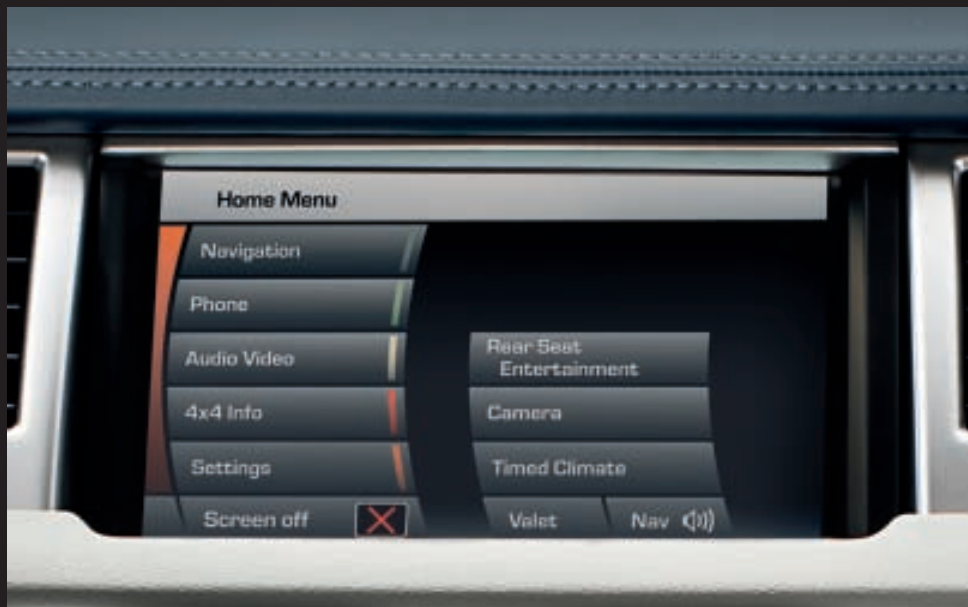 Home Menu
Navigation
Phone
Audio Video
4x4 Info
Settings
Screen off
Rear Seat
Entertainment
Camera
Timed Climate
Valet
Nav